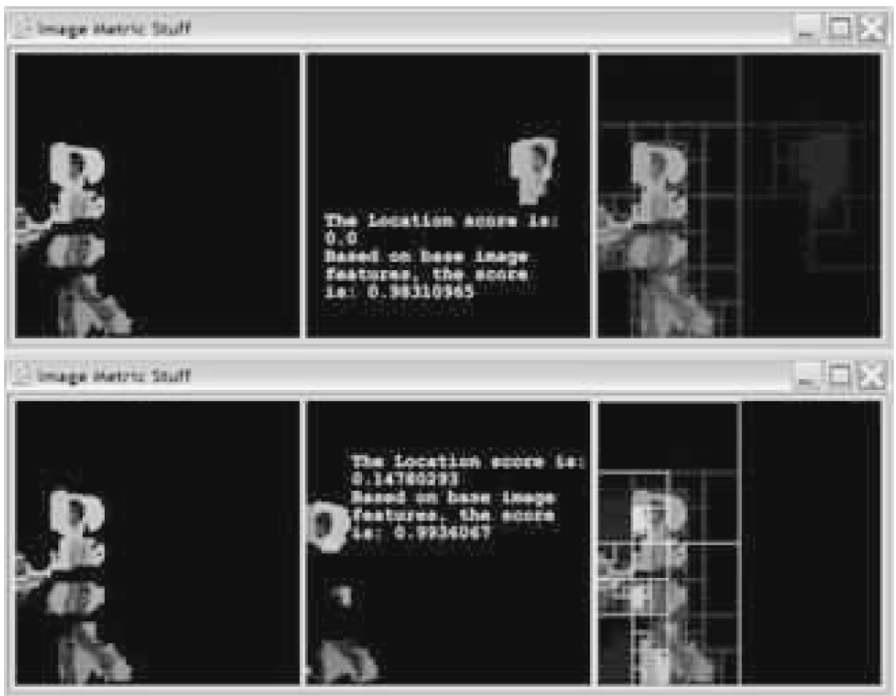 Image Metric Stuff
The Location score is:
0.0
Based on base image
features, the score
is: 0.98310965
Image Metric Stuff
The Location score is:
0.14780293
Based on base image
features, the score
is: 0.9936067